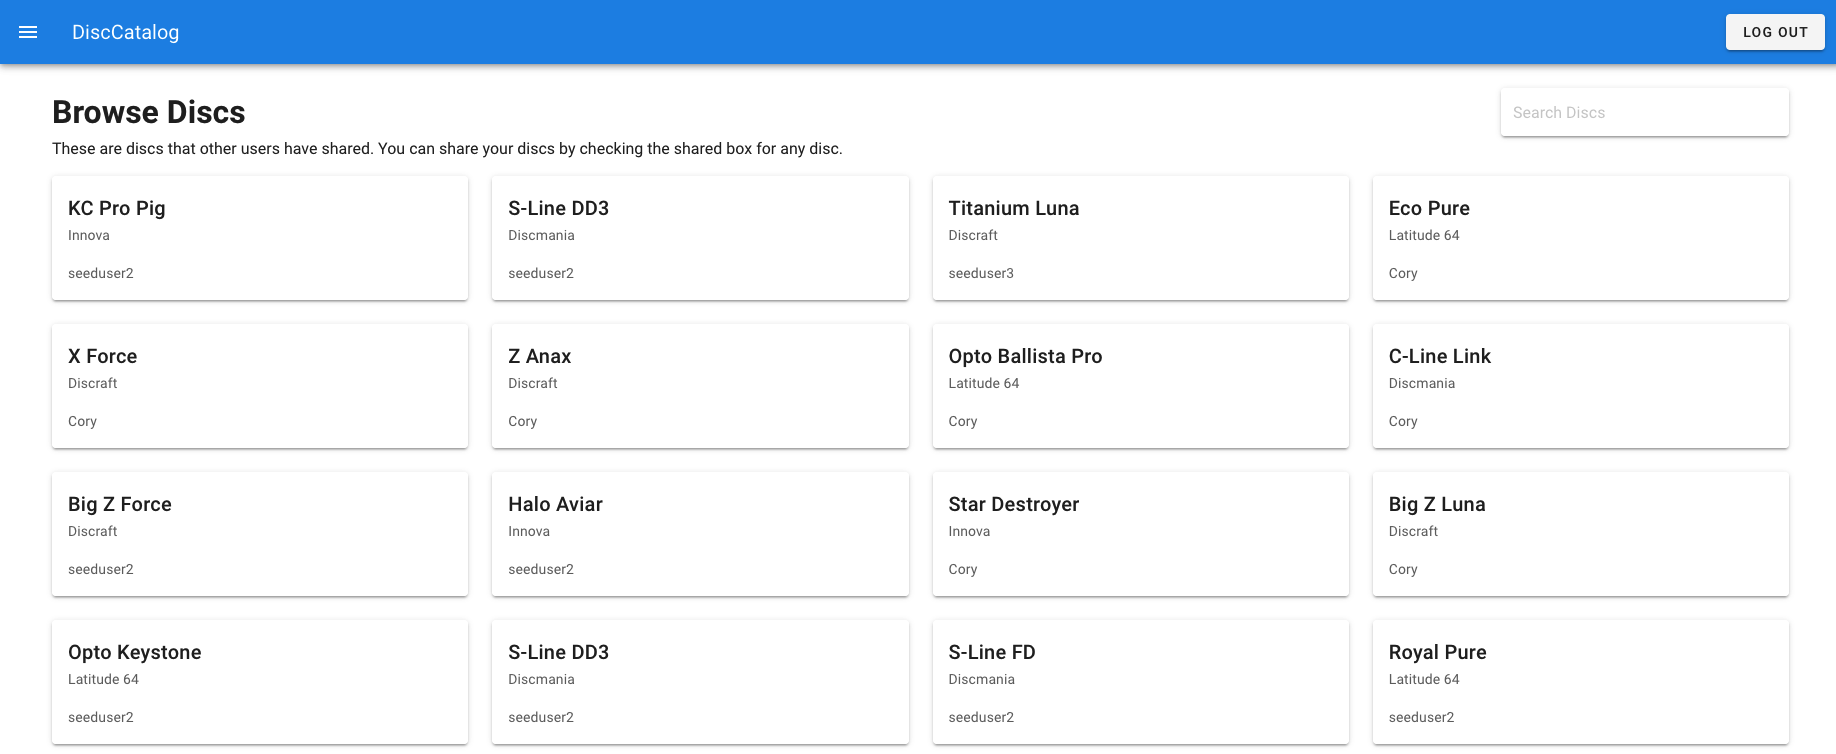 DiscCatalog
LOG OUT
Browse Discs
Search Discs
These are discs that other users have shared. You can share your discs by checking the shared box for any disc.
KC Pro Pig
Innova
seeduser2
S-Line DD3
Discmania
seeduser2
Titanium Luna
Discraft
seeduser3
Eco Pure
Latitude 64
Cory
X Force
Discraft
Cory
Z Anax
Discraft
Cory
Opto Ballista Pro
Latitude 64
Cory
C-Line Link
Discmania
Cory
Big Z Force
Discraft
seeduser2
Halo Aviar
Innova
seeduser2
Star Destroyer
Innova
Cory
Big Z Luna
Discraft
Cory
Opto Keystone
Latitude 64
seeduser2
S-Line DD3
Discmania
seeduser2
S-Line FD
Discmania
seeduser2
Royal Pure
Latitude 64
seeduser2